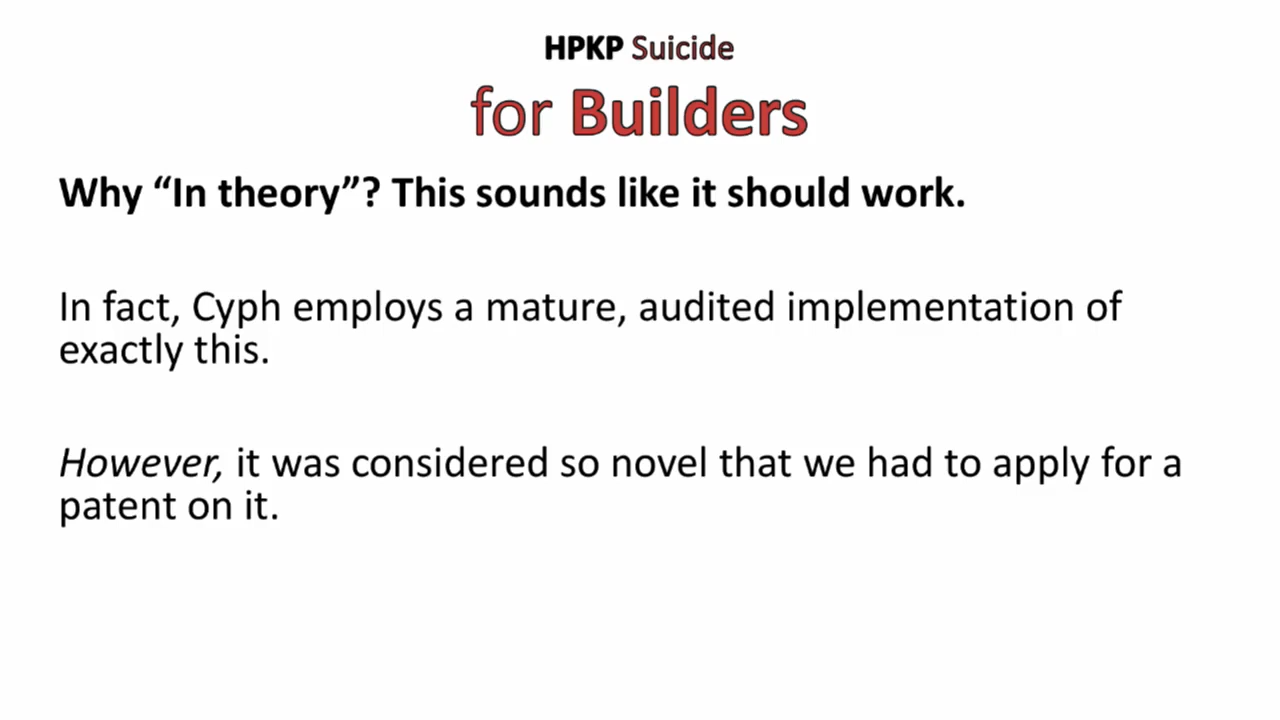 HPKP Suicide
for Builders
Why “In theory”? This sounds like it should work.
In fact, Cyph employs a mature, audited implementation of
exactly this.
However, it was considered so novel that we had to apply for a
patent on it.